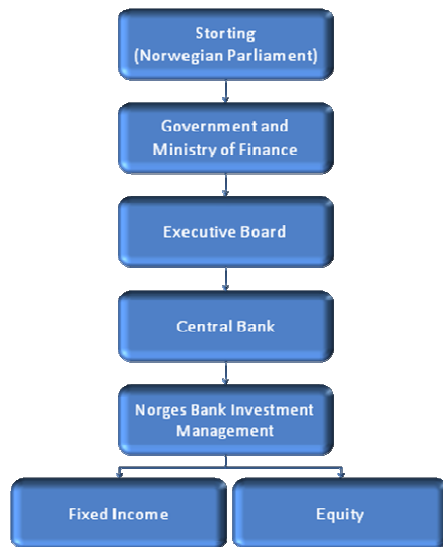 Storting
(Norwegian Parliament)
Government and
Ministry of Finance
Executive Board
Central Bank
Norges Bank Investment
Management
Fixed Income
Equity